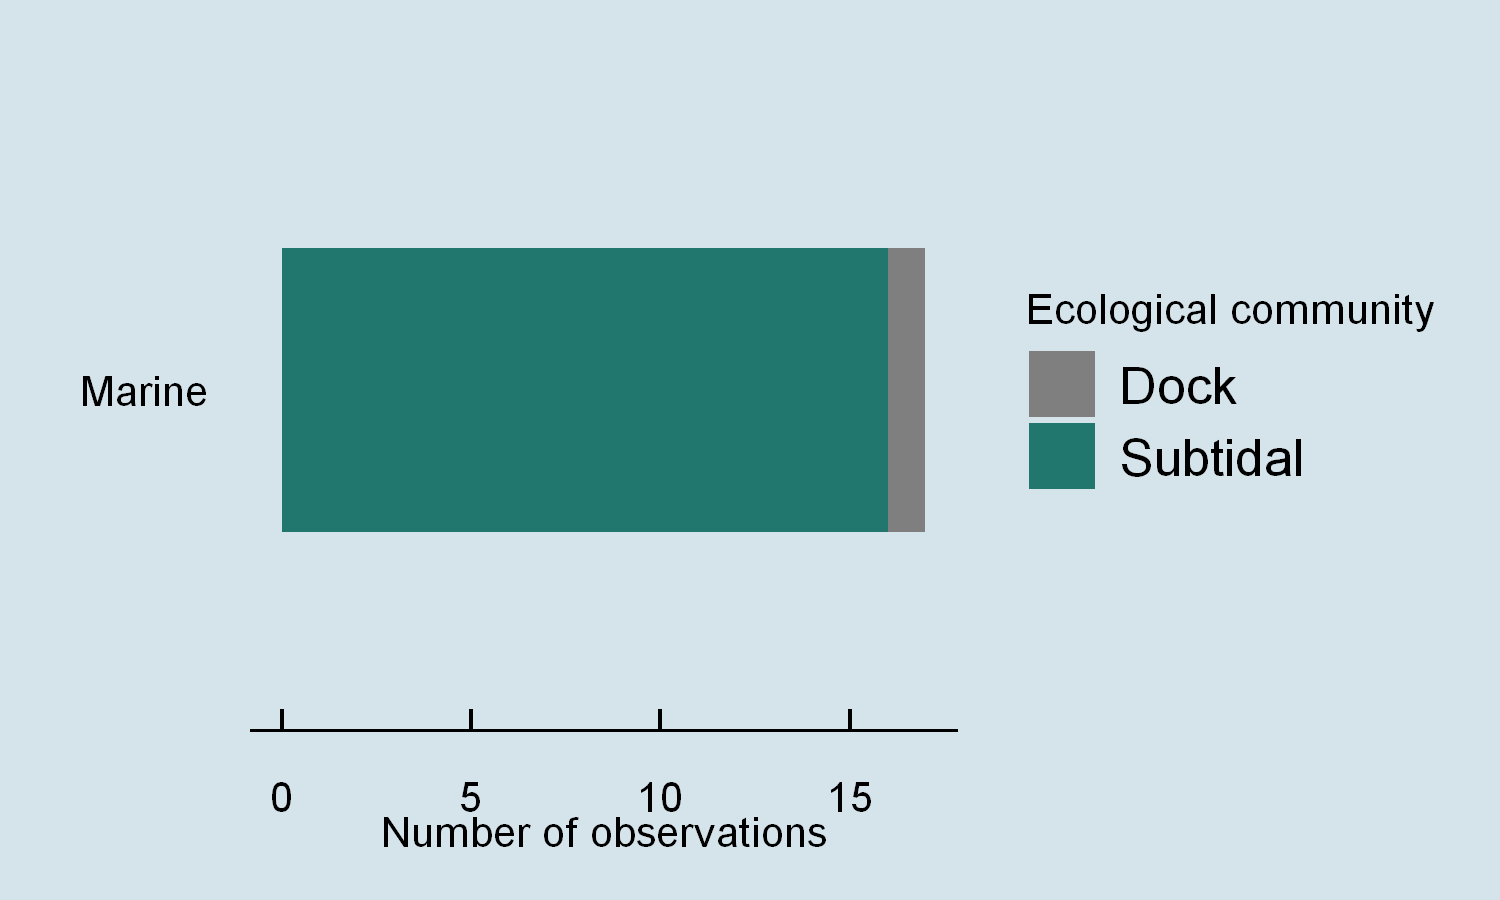 Marine
Ecological community
Dock
Subtidal
0 5 10 15
Number of observations